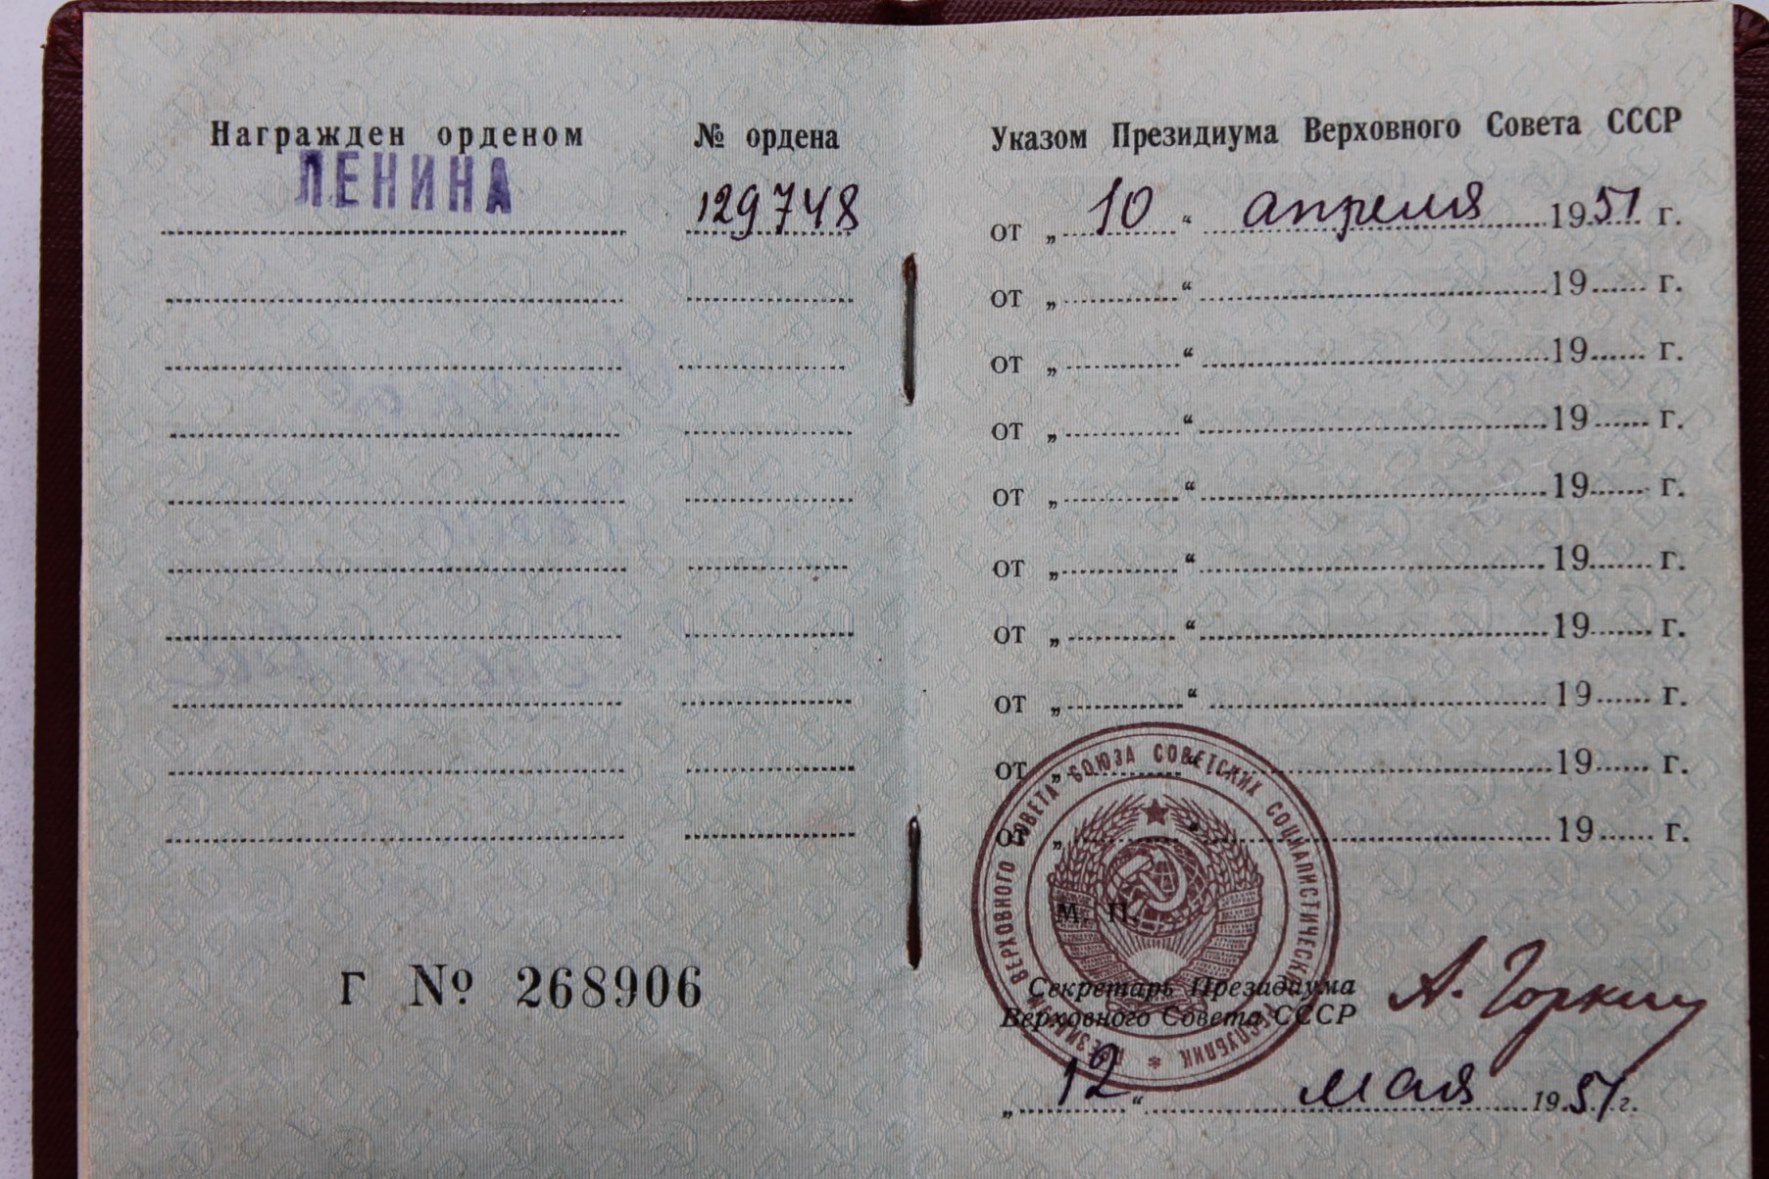 Награжден орденом № ордена
ЛЕНИНА 129748
Г № 268906
Указом Президиума Верховного Совета СССР
от „ 10 “ апреля 1951 г.
от „ “ 19 г.
от „ “ 19 г.
от „ “ 19 г.
от „ “ 19 г.
от „ “ 19 г.
от „ “ 19 г.
от „ “ 19 г.
от „ “ 19 г.
от „ “ 19 г.
М. П.
ПРЕЗИДИУМ ВЕРХОВНОГО СОВЕТА СОЮЗА СОВЕТСКИХ СОЦИАЛИСТИЧЕСКИХ РЕСПУБЛИК *
Секретарь Президиума
Верховного Совета СССР
А. Горкин
„ 12 “ мая 1951 г.